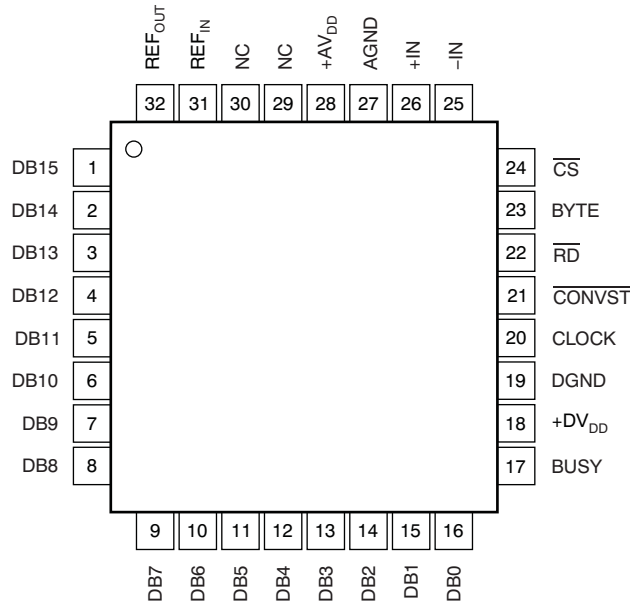 REFOUT
REFIN
NC
NC
+AVDD
AGND
+IN
–IN
32 31 30 29 28 27 26 25
DB15 1
DB14 2
DB13 3
DB12 4
DB11 5
DB10 6
DB9 7
DB8 8
24 CS
23 BYTE
22 RD
21 CONVST
20 CLOCK
19 DGND
18 +DVDD
17 BUSY
9 10 11 12 13 14 15 16
DB7
DB6
DB5
DB4
DB3
DB2
DB1
DB0